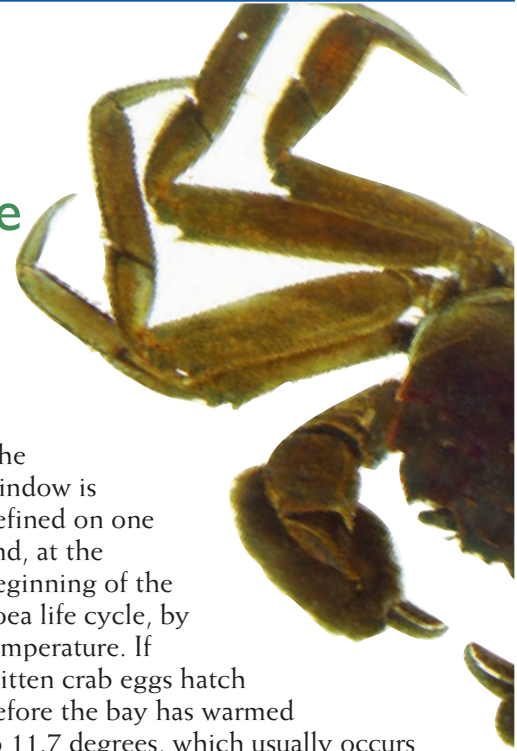 e
he
indow is
efined on one
nd, at the
eginning of the
oea life cycle, by
mperature. If
itten crab eggs hatch
efore the bay has warmed
o 11.7 degrees, which usually occurs